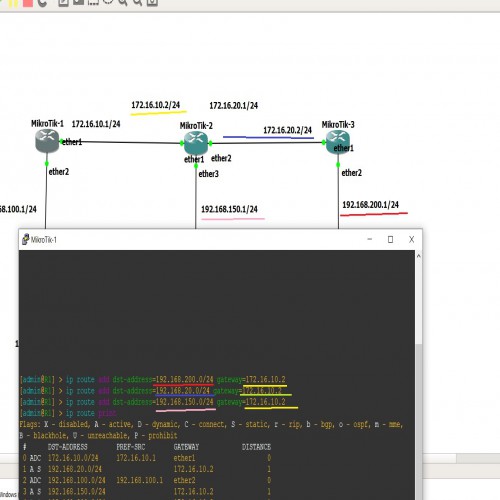 172.16.10.2/24
172.16.20.1/24
MikroTik-1
172.16.10.1/24
MikroTik-2
172.16.20.2/24
MikroTik-3
ether1
ether1
ether2
ether1
ether2
ether3
ether2
68.100.1/24
192.168.150.1/24
192.168.200.1/24
MikroTik-1
[admin@R1] > ip route add dst-address=192.168.200.0/24 gateway=172.16.10.2
[admin@R1] > ip route add dst-address=192.168.20.0/24 gateway=172.16.10.2
[admin@R1] > ip route add dst-address=192.168.150.0/24 gateway=172.16.10.2
[admin@R1] > ip route print
Flags: X - disabled, A - active, D - dynamic, C - connect, S - static, r - rip, b - bgp, o - ospf, m - mme,
B - blackhole, U - unreachable, P - prohibit
# DST-ADDRESS PREF-SRC GATEWAY DISTANCE
0 ADC 172.16.10.0/24 172.16.10.1 ether1 0
1 A S 192.168.20.0/24 172.16.10.2 1
2 ADC 192.168.100.0/24 192.168.100.1 ether2 0
3 A S 192.168.150.0/24 172.16.10.2 1
Windows